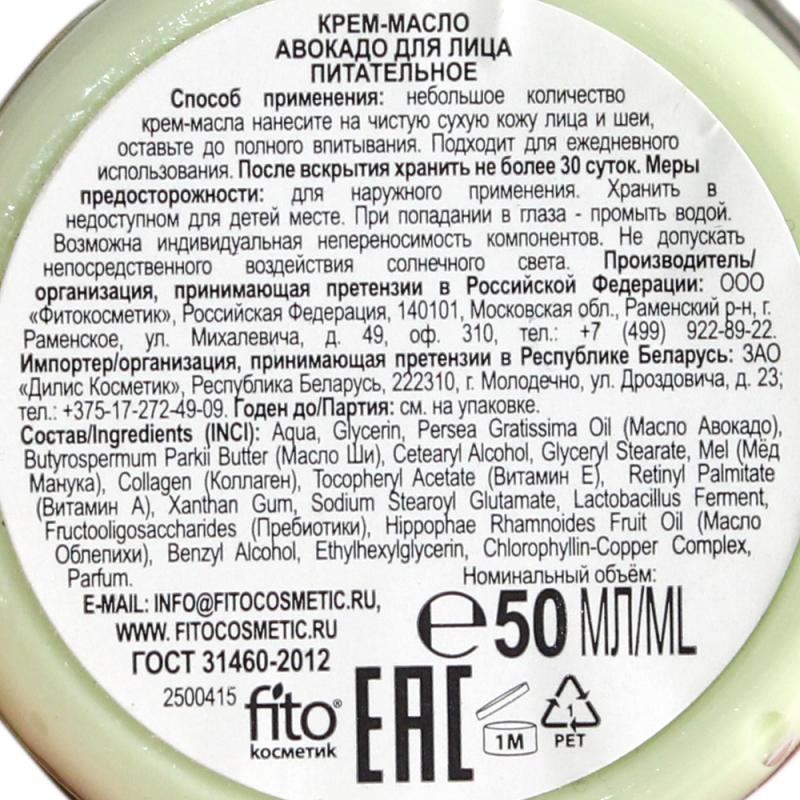 КРЕМ-МАСЛО
АВОКАДО ДЛЯ ЛИЦА
ПИТАТЕЛЬНОЕ
Способ применения: небольшое количество
крем-масла нанесите на чистую сухую кожу лица и шеи,
оставьте до полного впитывания. Подходит для ежедневного
использования. После вскрытия хранить не более 30 суток. Меры
предосторожности: для наружного применения. Хранить в
недоступном для детей месте. При попадании в глаза - промыть водой.
Возможна индивидуальная непереносимость компонентов. Не допускать
непосредственного воздействия солнечного света. Производитель/
организация, принимающая претензии в Российской Федерации: ООО
«Фитокосметик», Российская Федерация, 140101, Московская обл., Раменский р-н, г.
Раменское, ул. Михалевича, д. 49, оф. 310, тел.: +7 (499) 922-89-22.
Импортер/организация, принимающая претензии в Республике Беларусь: ЗАО
«Дилис Косметик», Республика Беларусь, 222310, г. Молодечно, ул. Дроздовича, д. 23;
тел.: +375-17-272-49-09. Годен до/Партия: см. на упаковке.
Состав/Ingredients (INCI): Aqua, Glycerin, Persea Gratissima Oil (Масло Авокадо),
Butyrospermum Parkii Butter (Масло Ши), Cetearyl Alcohol, Glyceryl Stearate, Mel (Мёд
Манука), Collagen (Коллаген), Tocopheryl Acetate (Витамин Е), Retinyl Palmitate
(Витамин А), Xanthan Gum, Sodium Stearoyl Glutamate, Lactobacillus Ferment,
Fructooligosaccharides (Пребиотики), Hippophae Rhamnoides Fruit Oil (Масло
Облепихи), Benzyl Alcohol, Ethylhexylglycerin, Chlorophyllin-Copper Complex,
Parfum.
Номинальный объём:
E-MAIL: INFO@FITOCOSMETIC.RU,
WWW. FITOCOSMETIC.RU
℮ 50 МЛ/ML
ГОСТ 31460-2012
2500415
fito®
косметик
EAC
1M
1
PET